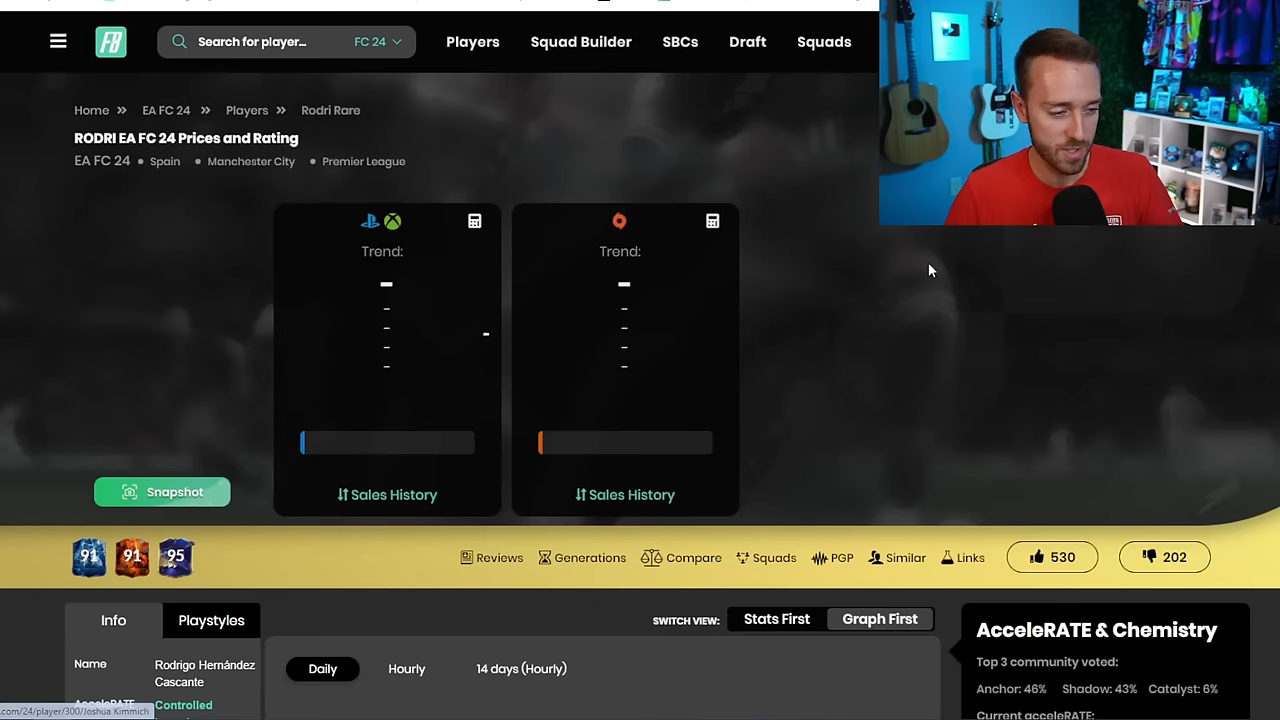 FB Search for player... FC 24 Players Squad Builder SBCs Draft Squads
Home » EA FC 24 » Players » Rodri Rare
RODRI EA FC 24 Prices and Rating
EA FC 24 • Spain • Manchester City • Premier League
Trend: Trend:
Sales History Sales History
Snapshot
91 91 95 Reviews Generations Compare Squads PGP Similar Links 530 202
Info Playstyles SWITCH VIEW: Stats First Graph First
AcceleRATE & Chemistry
Name Rodrigo Hernández Cascante
Daily Hourly 14 days (Hourly)
Top 3 community voted:
Anchor: 46% Shadow: 43% Catalyst: 6%
AcceleRATE Controlled
Current acceleRATE:
.com/24/player/300/Joshua Kimmich